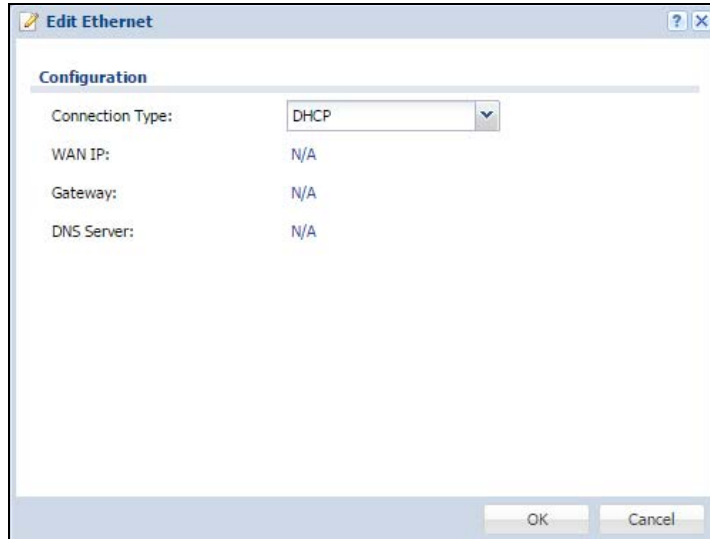 Edit Ethernet ?
Configuration
Connection Type: DHCP
WAN IP: N/A
Gateway: N/A
DNS Server: N/A
OK Cancel